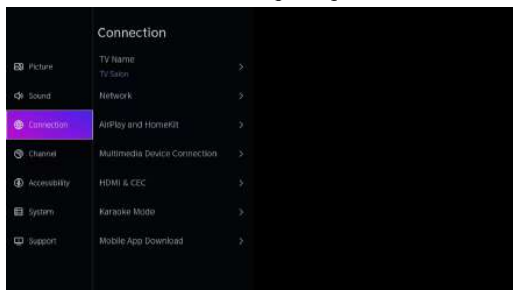 Connection
Picture
Sound
Connection
Channel
Accessibility
System
Support
TV Name
TV Salon
Network
AirPlay and HomeKit
Multimedia Device Connection
HDMI & CEC
Karaoke Mode
Mobile App Download